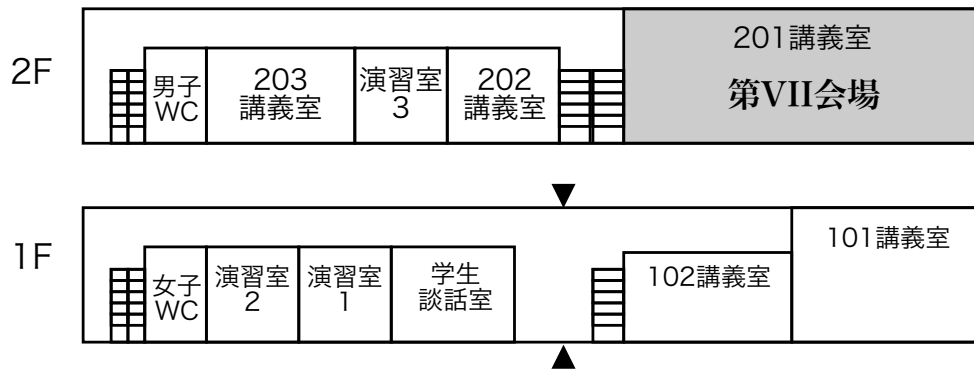 2F
男子
WC
203
講義室
演習室
3
202
講義室
201講義室
第VII会場
1F
女子
WC
演習室
2
演習室
1
学生
談話室
102講義室
101講義室